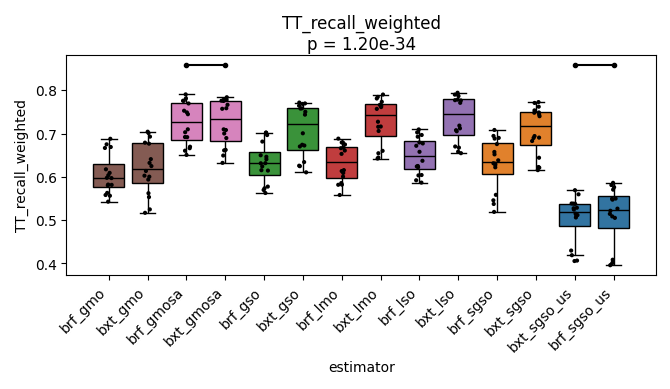 TT_recall_weighted
p = 1.20e-34
TT_recall_weighted
0.8
0.7
0.6
0.5
0.4
brf_gmo
bxt_gmo
brf_gmosa
bxt_gmosa
brf_gso
bxt_gso
brf_lmo
bxt_lmo
brf_lso
bxt_lso
brf_sgso
bxt_sgso
bxt_sgso_us
brf_sgso_us
estimator